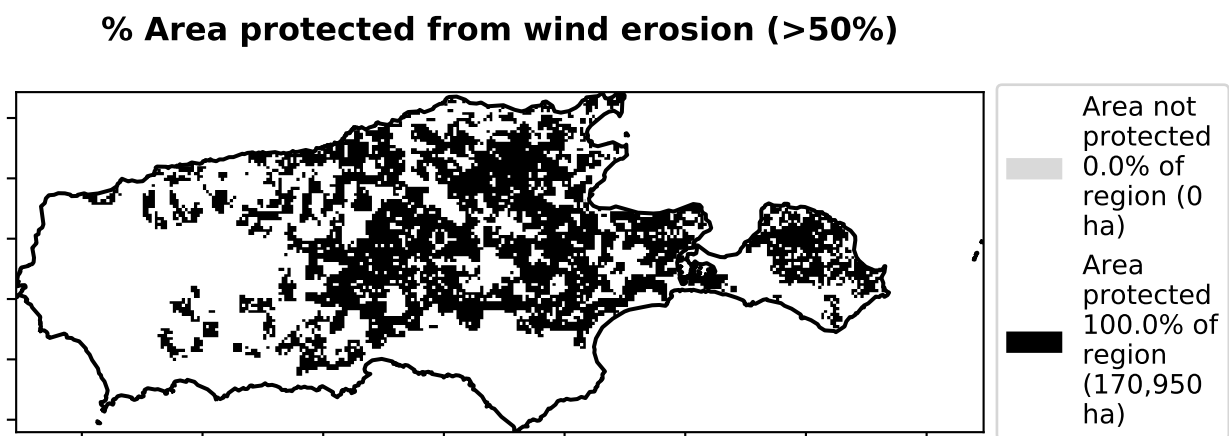 % Area protected from wind erosion (>50%)
Area not
protected
0.0% of
region (0
ha)
Area
protected
100.0% of
region
(170,950
ha)